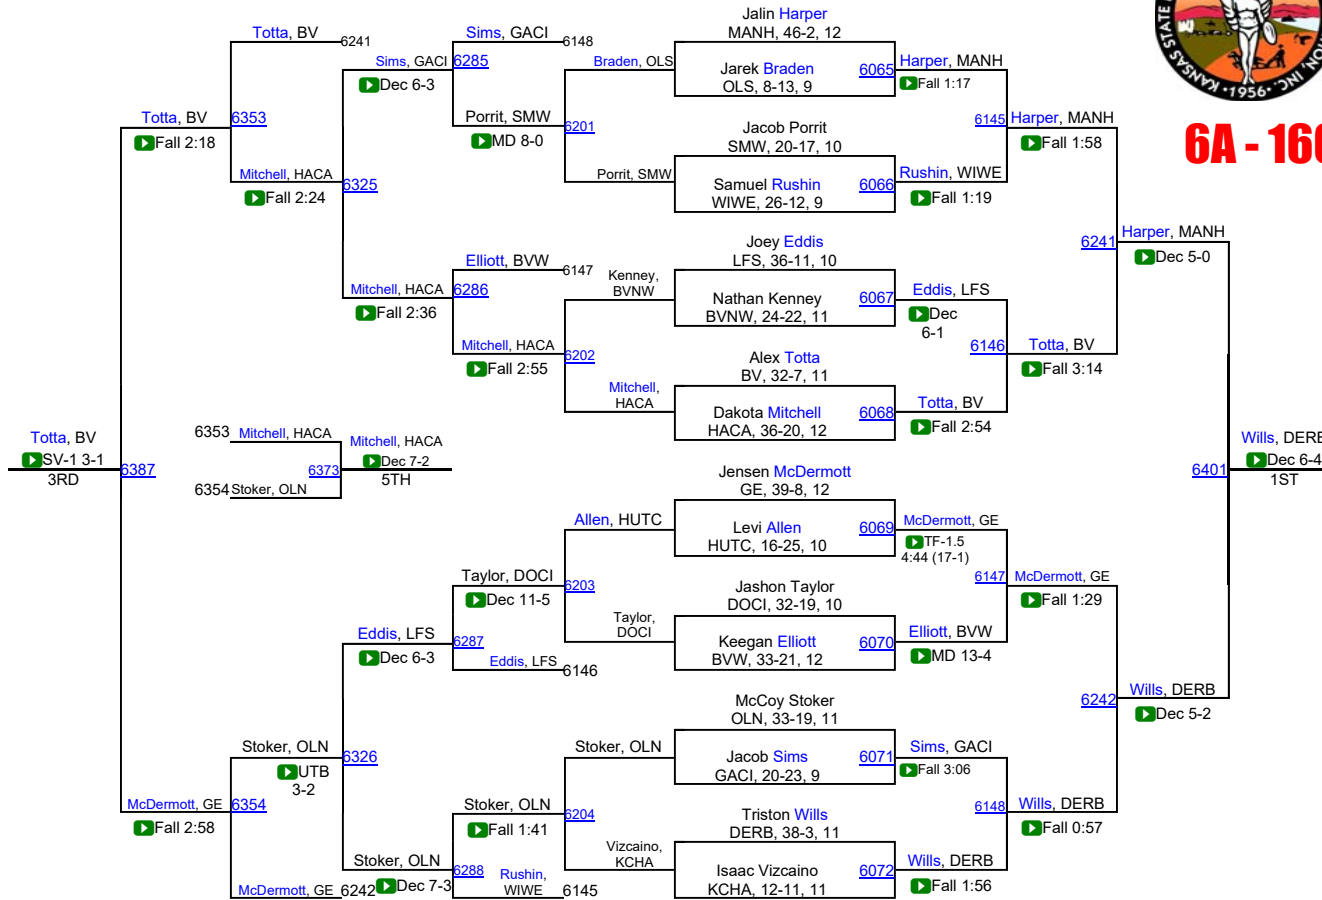 Totta, BV
6241
Sims, GACI
6148
Jalin Harper
MANH, 46-2, 12
Sims, GACI
6285
Dec 6-3
Braden, OLS
Jarek Braden
OLS, 8-13, 9
6065
Harper, MANH
Fall 1:17
KANSAS STATE
ION, INC.
•1956•
6A - 16
Totta, BV
6353
Fall 2:18
Porrit, SMW
MD 8-0
6201
Jacob Porrit
SMW, 20-17, 10
6145
Harper, MANH
Fall 1:58
Mitchell, HACA
6325
Fall 2:24
Porrit, SMW
Samuel Rushin
WIWE, 26-12, 9
6066
Rushin, WIWE
Fall 1:19
Elliott, BVW
6147
Joey Eddis
LFS, 36-11, 10
6241
Harper, MANH
Dec 5-0
Mitchell, HACA
6286
Fall 2:36
Kenney,
BVNW
Nathan Kenney
BVNW, 24-22, 11
6067
Eddis, LFS
Dec
6-1
Mitchell, HACA
6202
Fall 2:55
Alex Totta
BV, 32-7, 11
6146
Totta, BV
Fall 3:14
Mitchell,
HACA
Dakota Mitchell
HACA, 36-20, 12
6068
Totta, BV
Fall 2:54
Totta, BV
SV-1 3-1
3RD
6387
6353
Mitchell, HACA
6373
Mitchell, HACA
Dec 7-2
5TH
6354
Stoker, OLN
6401
Wills, DERB
Dec 6-4
1ST
Jensen McDermott
GE, 39-8, 12
Allen, HUTC
Levi Allen
HUTC, 16-25, 10
6069
McDermott, GE
TF-1.5
4:44 (17-1)
Taylor, DOCI
Dec 11-5
6203
Jashon Taylor
DOCI, 32-19, 10
6147
McDermott, GE
Fall 1:29
Eddis, LFS
Dec 6-3
6287
Eddis, LFS
6146
Taylor,
DOCI
Keegan Elliott
BVW, 33-21, 12
6070
Elliott, BVW
MD 13-4
McCoy Stoker
OLN, 33-19, 11
6242
Wills, DERB
Dec 5-2
Stoker, OLN
UTB
3-2
6326
Stoker, OLN
Jacob Sims
GACI, 20-23, 9
6071
Sims, GACI
Fall 3:06
McDermott, GE
6354
Fall 2:58
Stoker, OLN
Fall 1:41
6204
Triston Wills
DERB, 38-3, 11
6148
Wills, DERB
Fall 0:57
Stoker, OLN
Dec 7-3
6288
Rushin,
WIWE
6145
Vizcaino,
KCHA
Isaac Vizcaino
KCHA, 12-11, 11
6072
Wills, DERB
Fall 1:56
McDermott, GE
6242